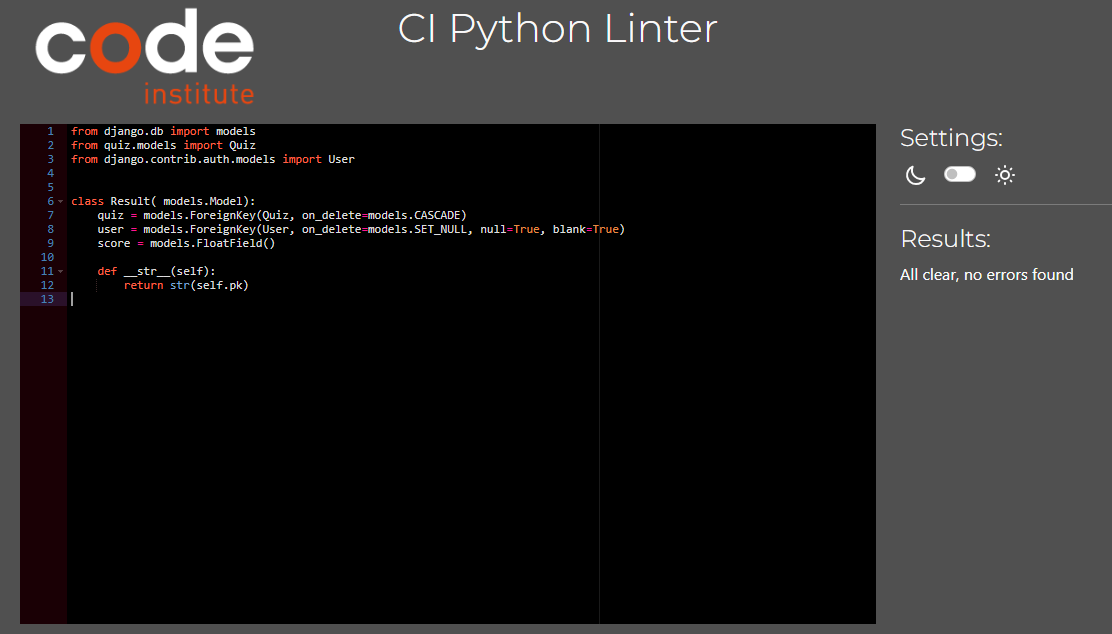 code
institute
CI Python Linter
1 from django.db import models
2 from quiz.models import Quiz
3 from django.contrib.auth.models import User
4
5
6 class Result( models.Model):
7     quiz = models.ForeignKey(Quiz, on_delete=models.CASCADE)
8     user = models.ForeignKey(User, on_delete=models.SET_NULL, null=True, blank=True)
9     score = models.FloatField()
10
11     def __str__(self):
12         return str(self.pk)
13
Settings:
Results:
All clear, no errors found